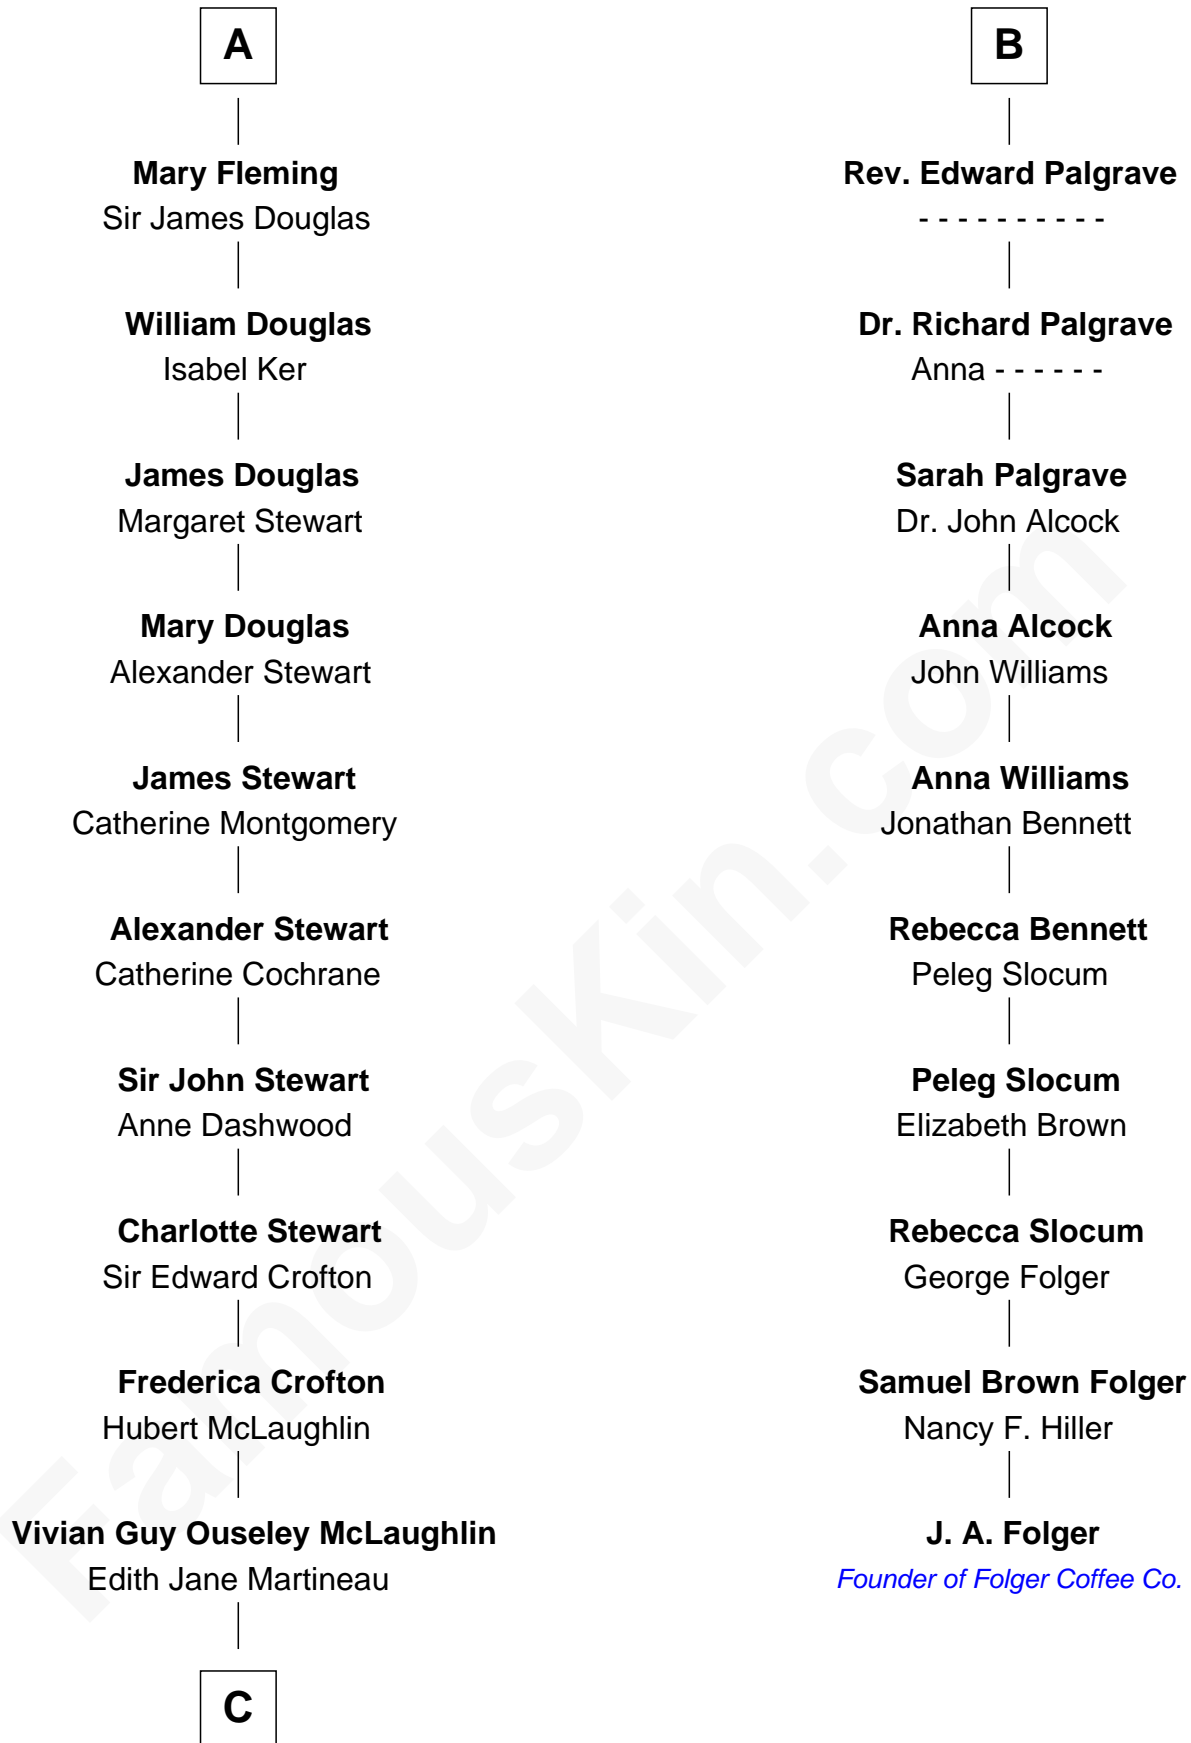 A
Mary Fleming
Sir James Douglas
William Douglas
Isabel Ker
James Douglas
Margaret Stewart
Mary Douglas
Alexander Stewart
James Stewart
Catherine Montgomery
Alexander Stewart
Catherine Cochrane
Sir John Stewart
Anne Dashwood
Charlotte Stewart
Sir Edward Crofton
Frederica Crofton
Hubert McLaughlin
Vivian Guy Ouseley McLaughlin
Edith Jane Martineau
C
B
Rev. Edward Palgrave
- - - - - - - - - -
Dr. Richard Palgrave
Anna - - - - - -
Sarah Palgrave
Dr. John Alcock
Anna Alcock
John Williams
Anna Williams
Jonathan Bennett
Rebecca Bennett
Peleg Slocum
Peleg Slocum
Elizabeth Brown
Rebecca Slocum
George Folger
Samuel Brown Folger
Nancy F. Hiller
J. A. Folger
Founder of Folger Coffee Co.
FamousKin.com